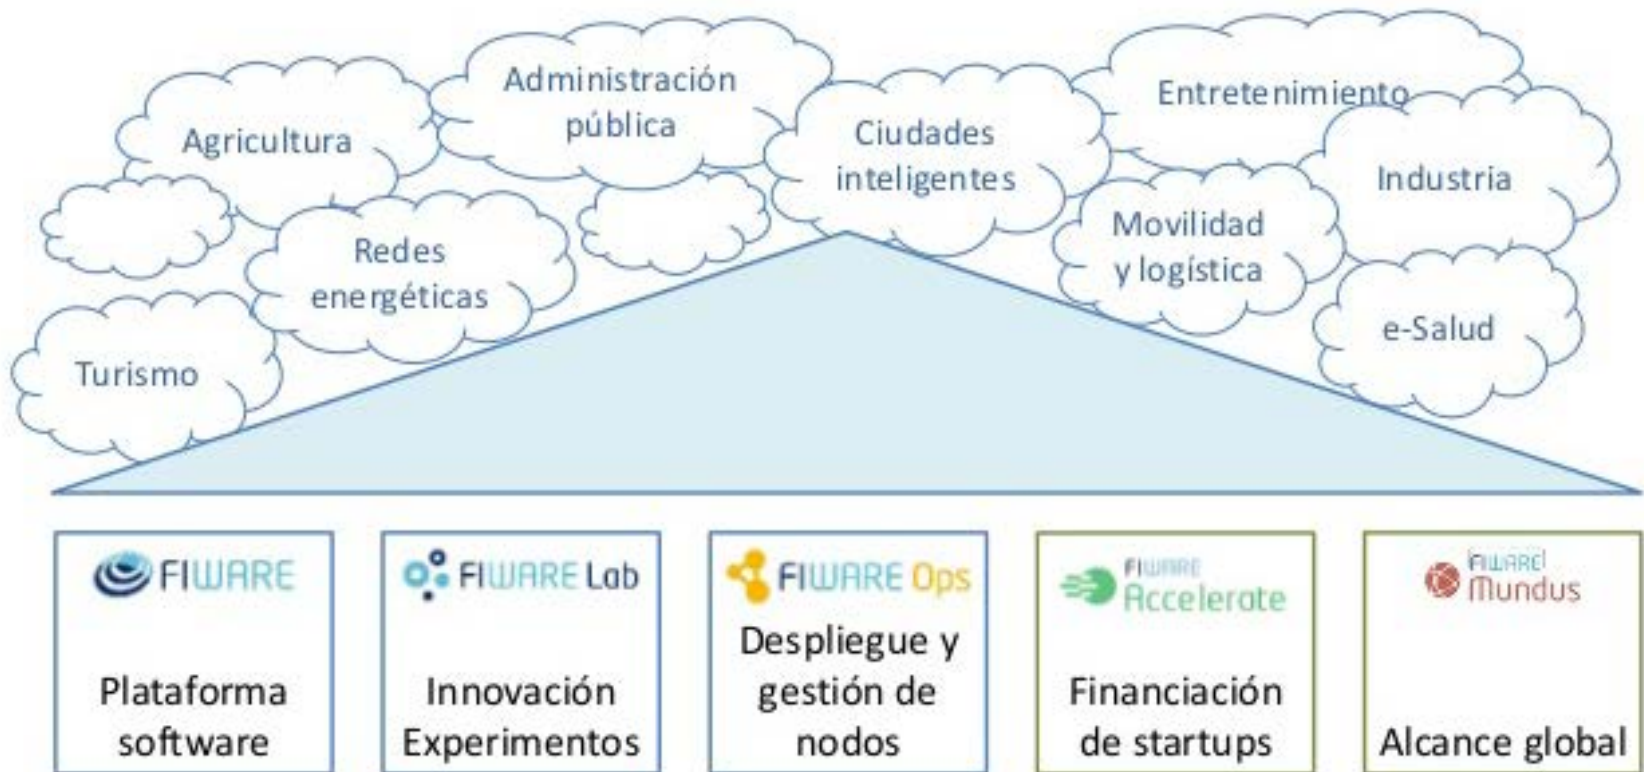 Administración
pública
Entretenimiento
Agricultura
Ciudades
inteligentes
Industria
Redes
energéticas
Movilidad
y logística
e-Salud
Turismo
FIWARE
Plataforma
software
FIWARE Lab
Innovación
Experimentos
FIWARE Ops
Despliegue y
gestión de
nodos
FIWARE
Accelerate
Financiación
de startups
FIWARE
Mundus
Alcance global